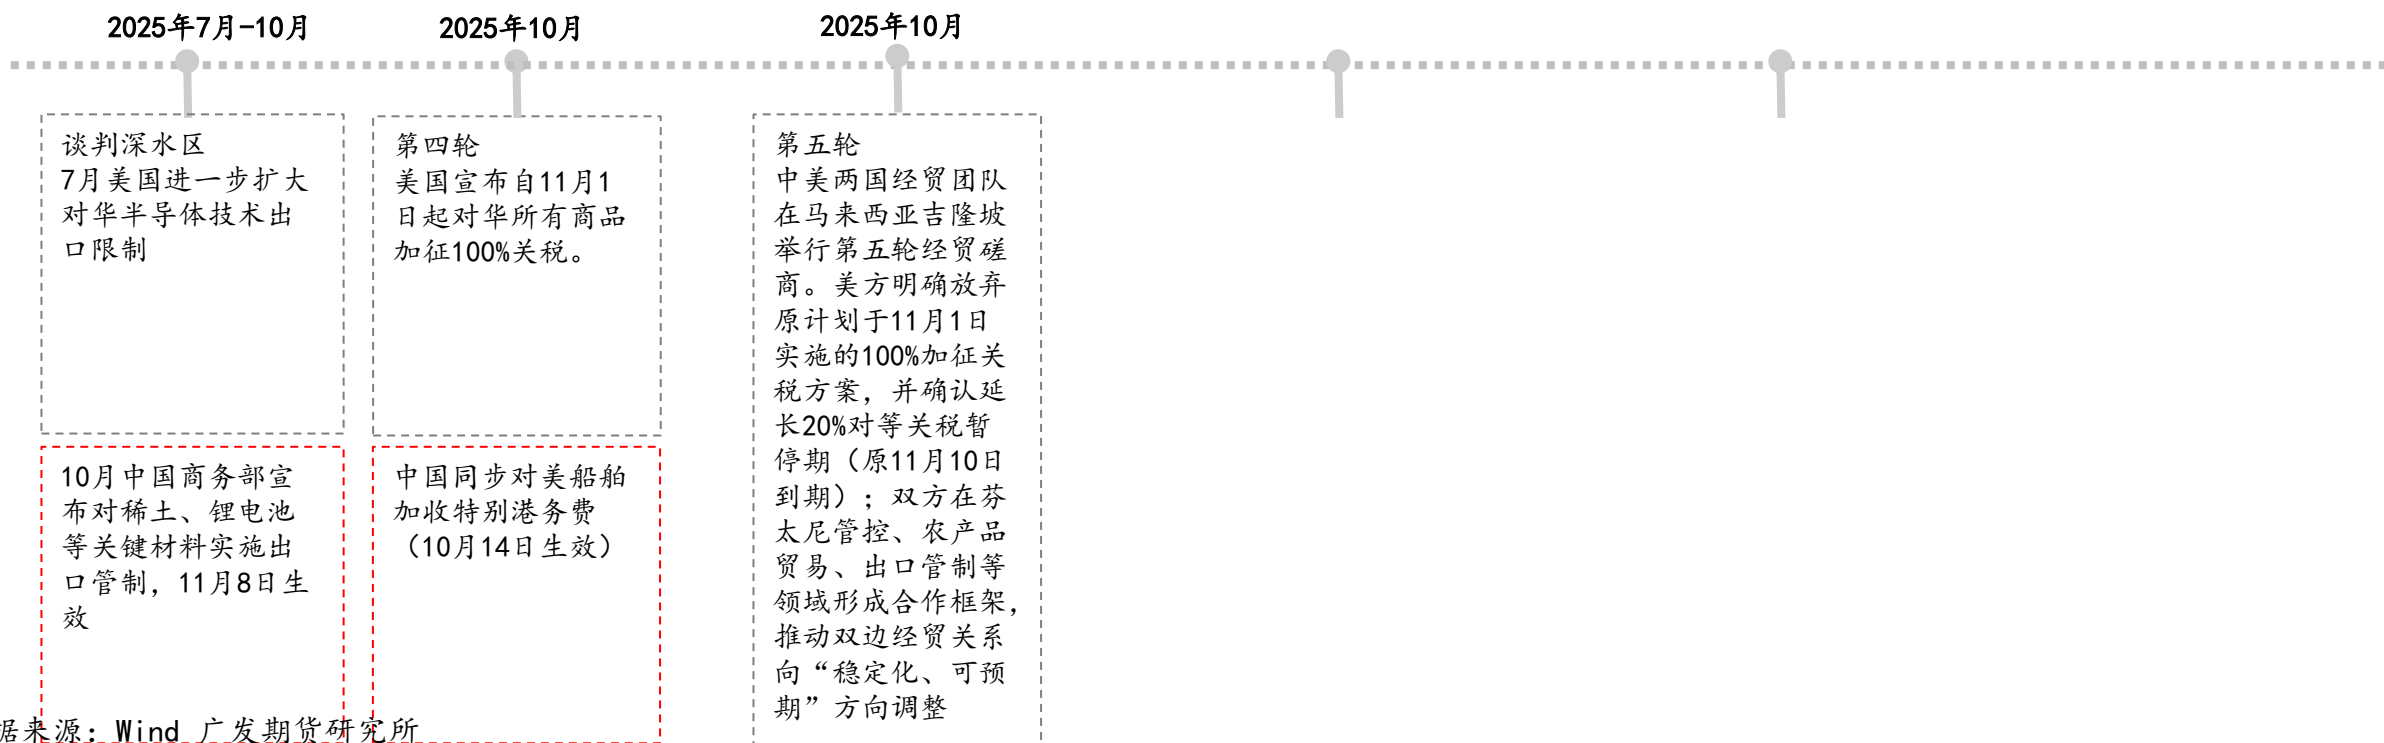 2025年7月-10月
2025年10月
2025年10月
谈判深水区
7月美国进一步扩大
对华半导体技术出
口限制
10月中国商务部宣
布对稀土、锂电池
等关键材料实施出
口管制，11月8日生
效
第四轮
美国宣布自11月1
日起对华所有商品
加征100%关税。
中国同步对美船舶
加收特别港务费
（10月14日生效）
第五轮
中美两国经贸团队
在马来西亚吉隆坡
举行第五轮经贸磋
商。美方明确放弃
原计划于11月1日
实施的100%加征关
税方案，并确认延
长20%对等关税暂
停期（原11月10日
到期）；双方在芬
太尼管控、农产品
贸易、出口管制等
领域形成合作框架，
推动双边经贸关系
向“稳定化、可预
期”方向调整
据来源：Wind 广发期货研究所